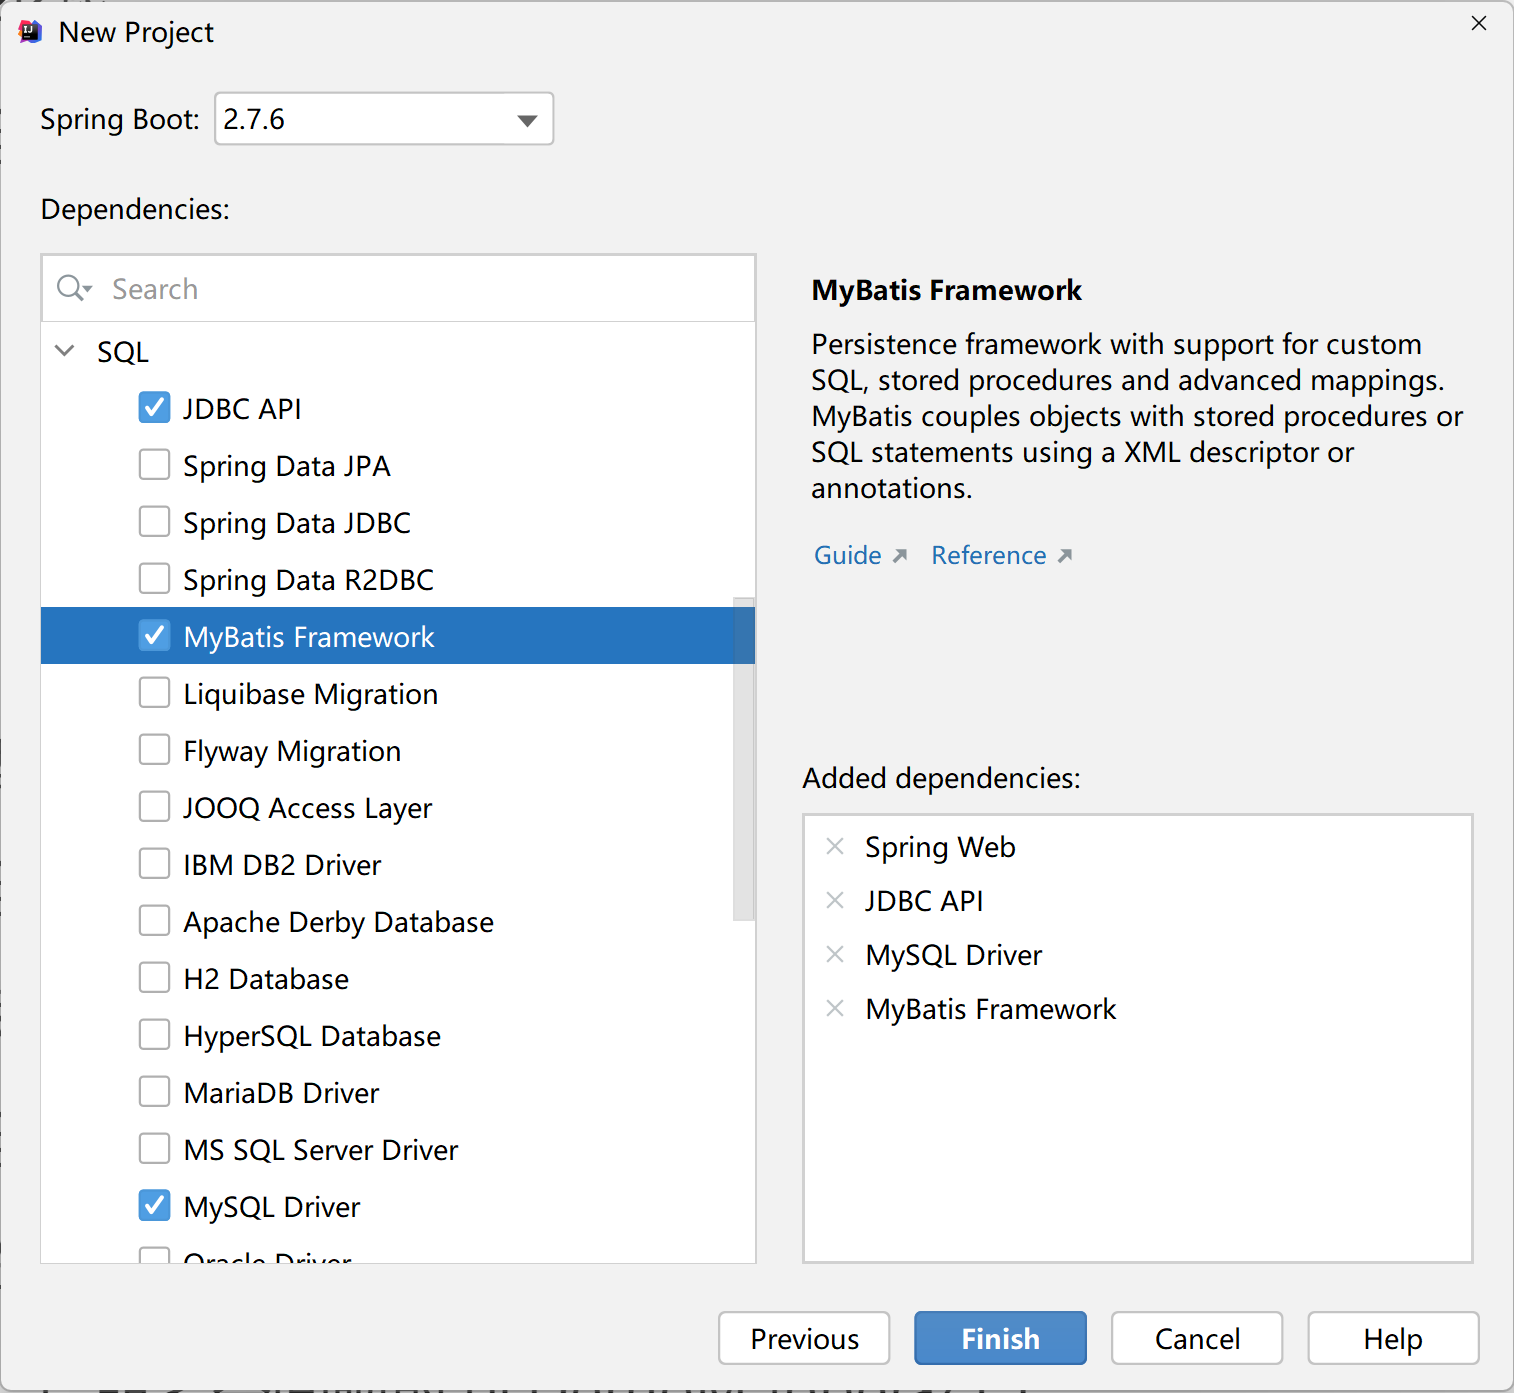 New Project
Spring Boot: 2.7.6
Dependencies:
Search
SQL
JDBC API
Spring Data JPA
Spring Data JDBC
Spring Data R2DBC
MyBatis Framework
Liquibase Migration
Flyway Migration
JOOQ Access Layer
IBM DB2 Driver
Apache Derby Database
H2 Database
HyperSQL Database
MariaDB Driver
MS SQL Server Driver
MySQL Driver
Oracle Driver
MyBatis Framework
Persistence framework with support for custom
SQL, stored procedures and advanced mappings.
MyBatis couples objects with stored procedures or
SQL statements using a XML descriptor or
annotations.
Guide Reference
Added dependencies:
Spring Web
JDBC API
MySQL Driver
MyBatis Framework
Previous Finish Cancel Help